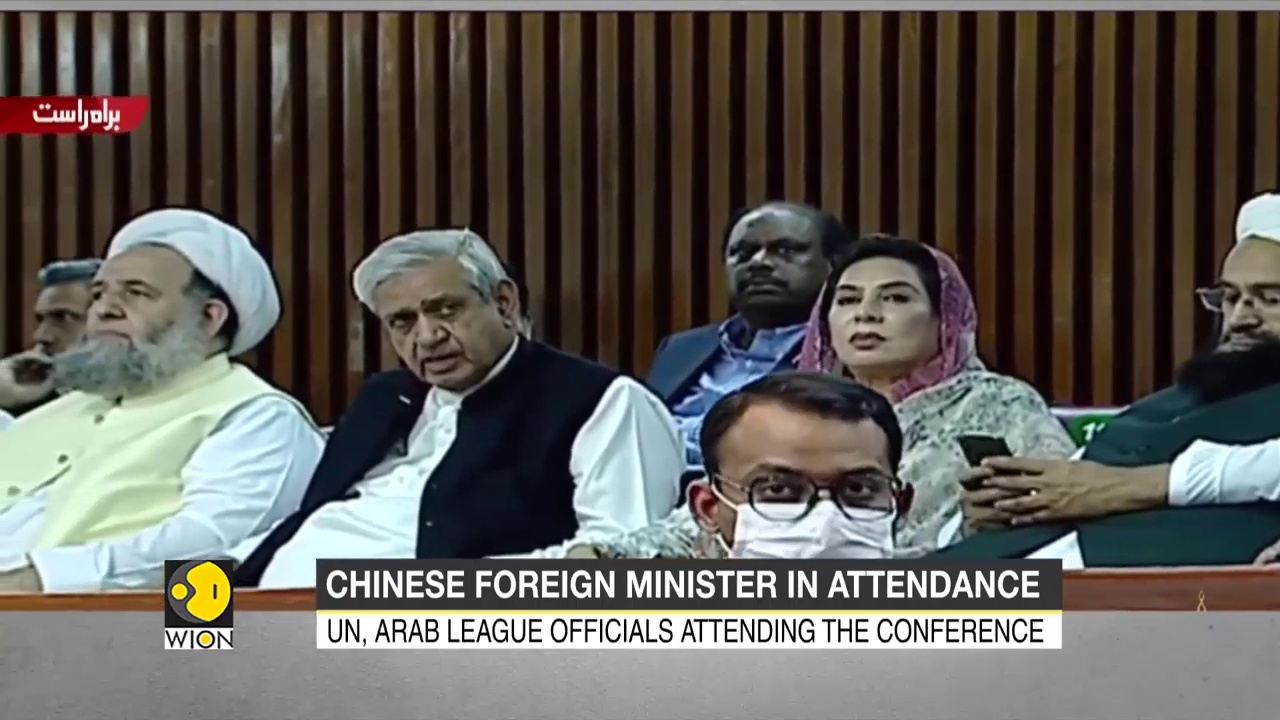 براہ راست
CHINESE FOREIGN MINISTER IN ATTENDANCE
UN, ARAB LEAGUE OFFICIALS ATTENDING THE CONFERENCE
WION